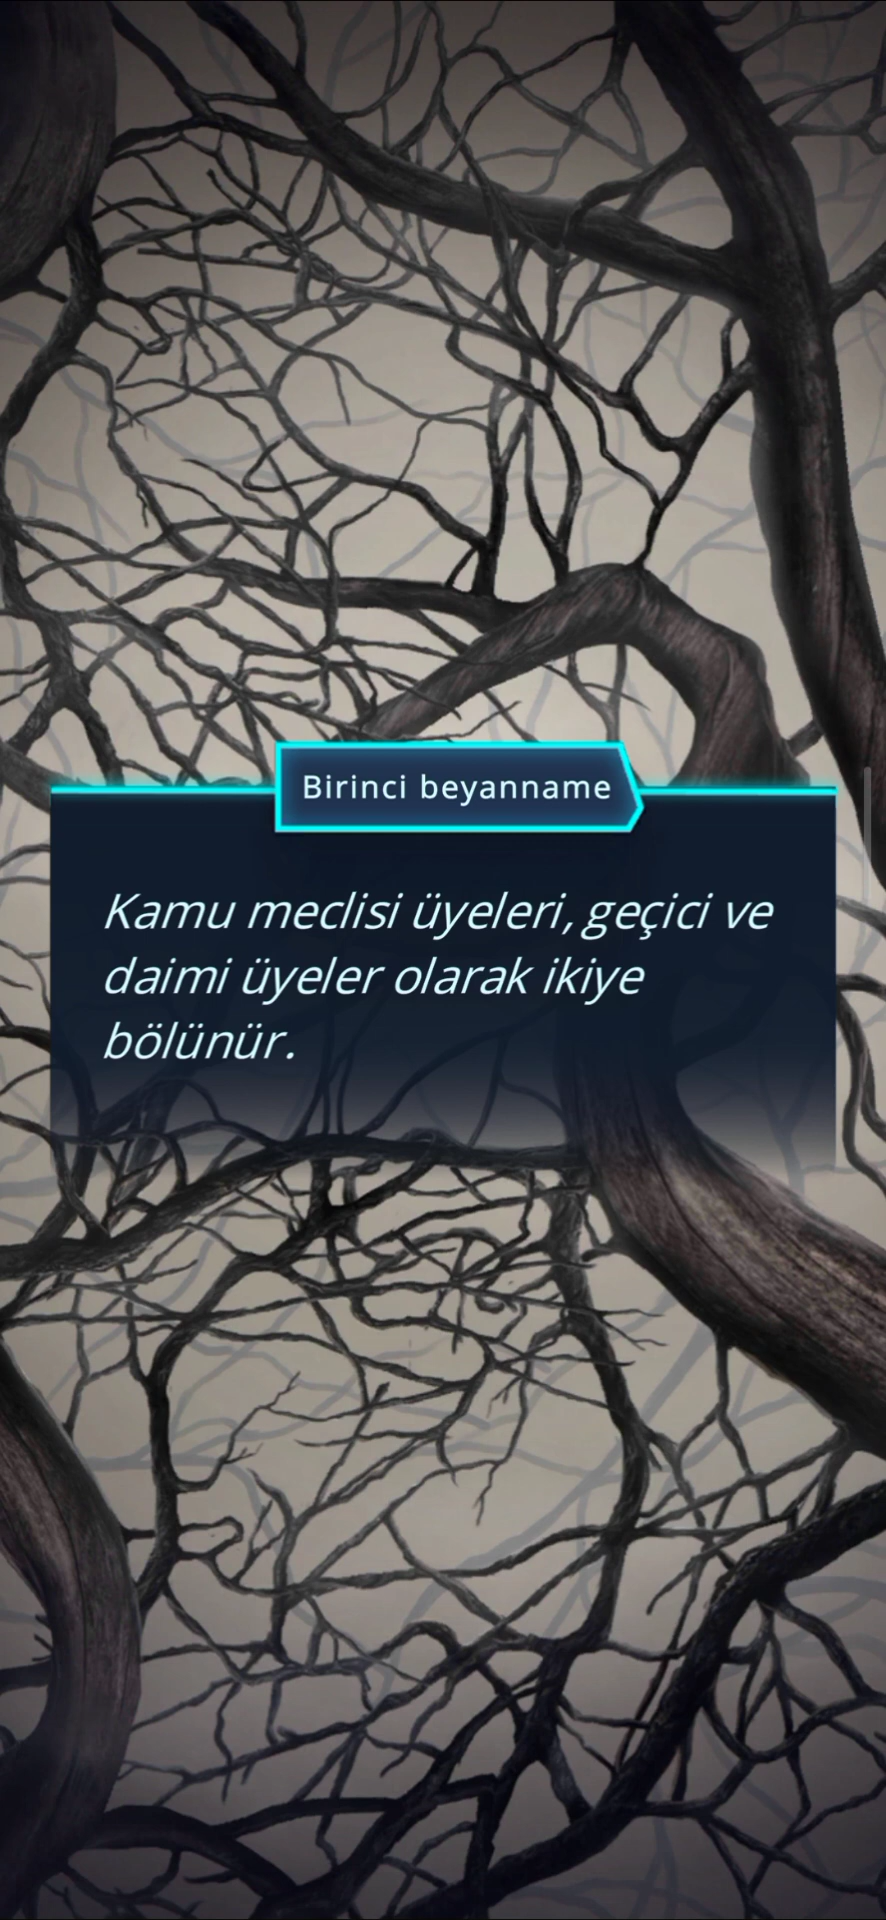 Birinci beyanname
Kamu meclisi üyeleri, geçici ve
daimi üyeler olarak ikiye
bölünür.